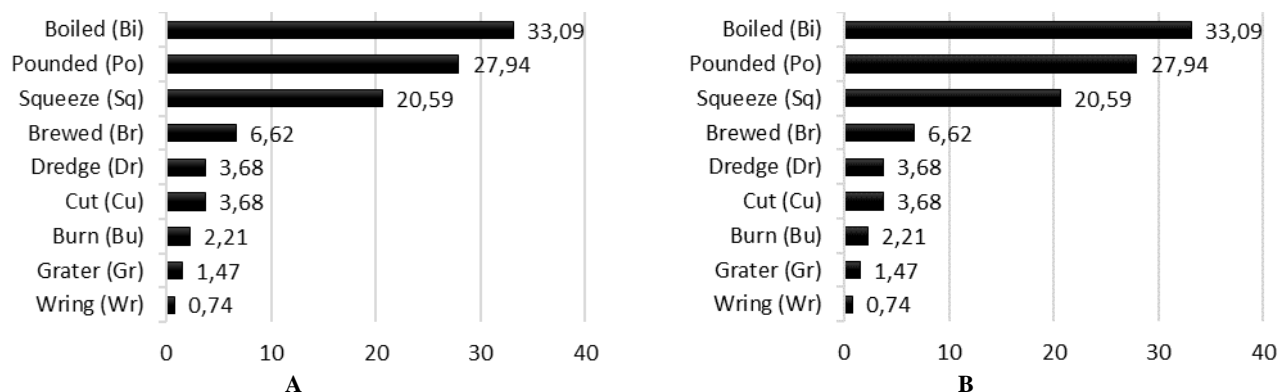 Boiled (Bi) 33,09
Pounded (Po) 27,94
Squeeze (Sq) 20,59
Brewed (Br) 6,62
Dredge (Dr) 3,68
Cut (Cu) 3,68
Burn (Bu) 2,21
Grater (Gr) 1,47
Wring (Wr) 0,74
0 10 20 30 40
A
Boiled (Bi) 33,09
Pounded (Po) 27,94
Squeeze (Sq) 20,59
Brewed (Br) 6,62
Dredge (Dr) 3,68
Cut (Cu) 3,68
Burn (Bu) 2,21
Grater (Gr) 1,47
Wring (Wr) 0,74
0 10 20 30 40
B